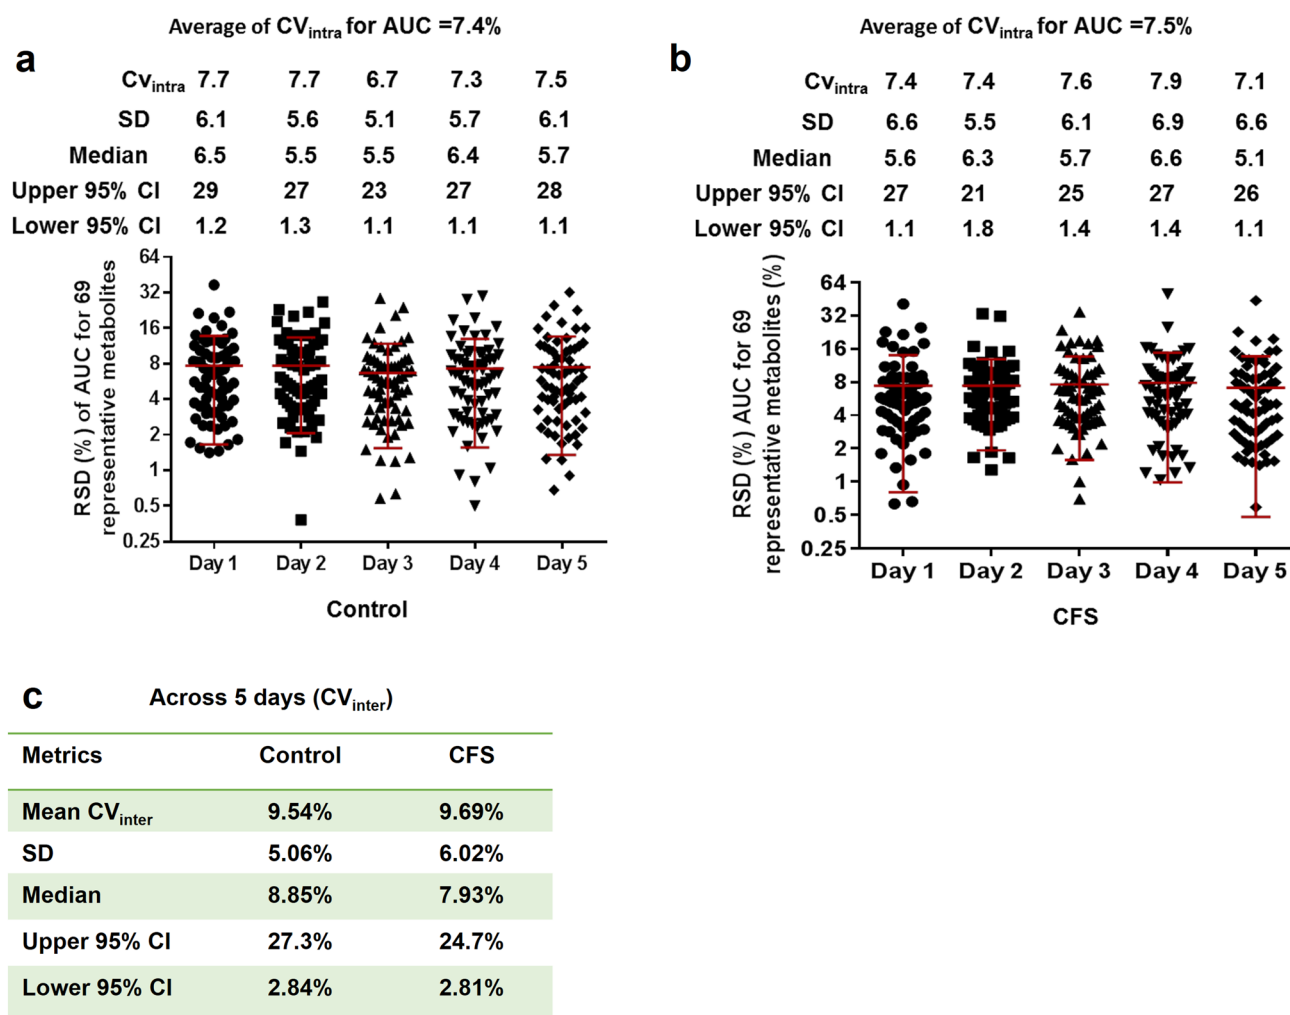 Average of CVintra for AUC =7.4%
a
Cvintra 7.7 7.7 6.7 7.3 7.5
SD 6.1 5.6 5.1 5.7 6.1
Median 6.5 5.5 5.5 6.4 5.7
Upper 95% CI 29 27 23 27 28
Lower 95% CI 1.2 1.3 1.1 1.1 1.1
RSD (%) of AUC for 69
representative metabolites
64
32
16
8
4
2
1
0.5
0.25
Day 1 Day 2 Day 3 Day 4 Day 5
Control
Average of CVintra for AUC =7.5%
b
Cvintra 7.4 7.4 7.6 7.9 7.1
SD 6.6 5.5 6.1 6.9 6.6
Median 5.6 6.3 5.7 6.6 5.1
Upper 95% CI 27 21 25 27 26
Lower 95% CI 1.1 1.8 1.4 1.4 1.1
RSD (%) AUC for 69
representative metabolites (%)
64
32
16
8
4
2
1
0.5
0.25
Day 1 Day 2 Day 3 Day 4 Day 5
CFS
c
Across 5 days (CVinter)
Metrics Control CFS
Mean CVinter 9.54% 9.69%
SD 5.06% 6.02%
Median 8.85% 7.93%
Upper 95% CI 27.3% 24.7%
Lower 95% CI 2.84% 2.81%